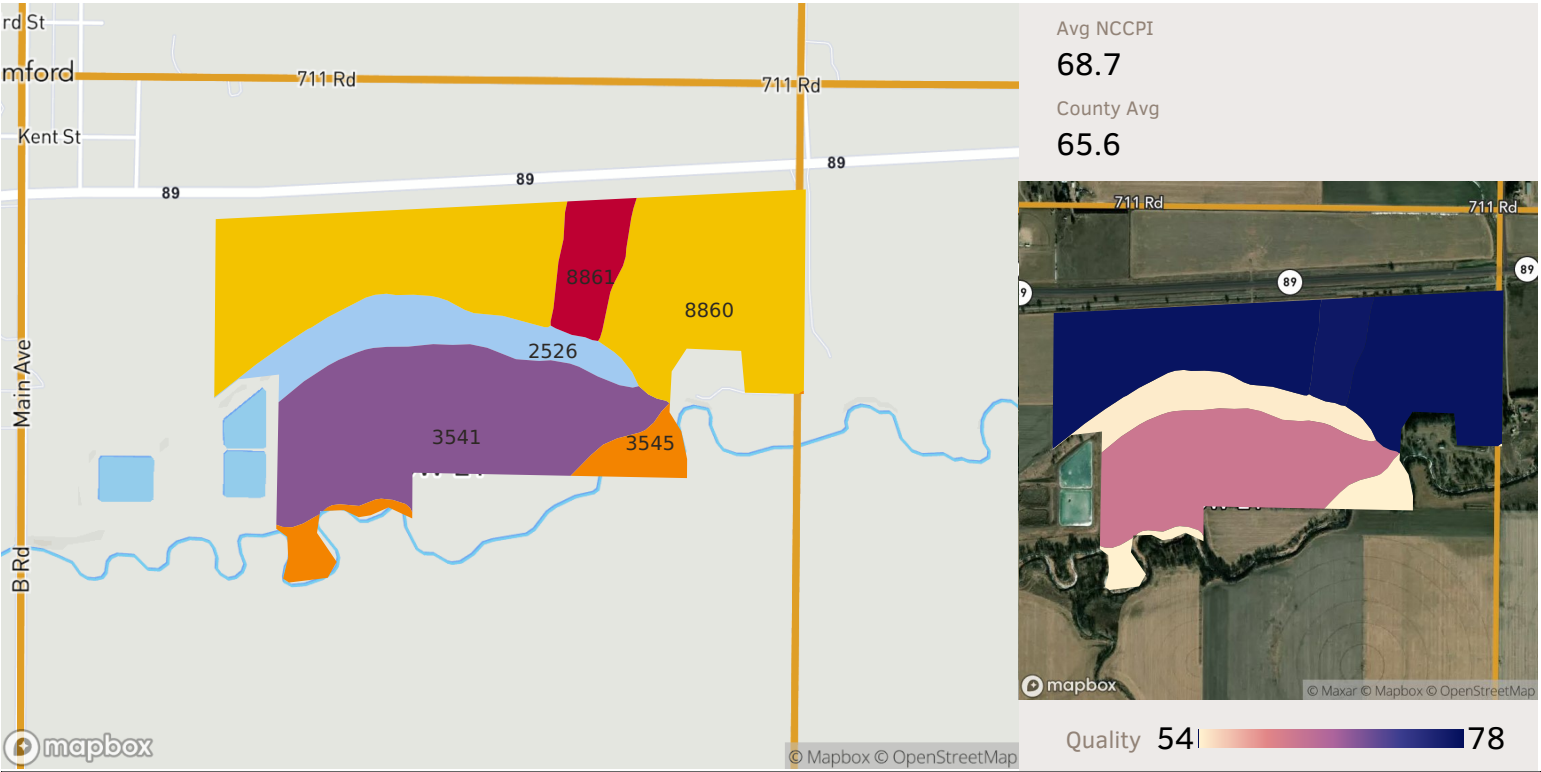 rd St
mford
711 Rd
711 Rd
Kent St
89
89
89
8861
8860
2526
Main Ave
3541
3545
B Rd
mapbox
© Mapbox © OpenStreetMap
Avg NCCPI
68.7
County Avg
65.6
711 Rd
711 Rd
89
89
9
mapbox
© Maxar © Mapbox © OpenStreetMap
Quality 54 78